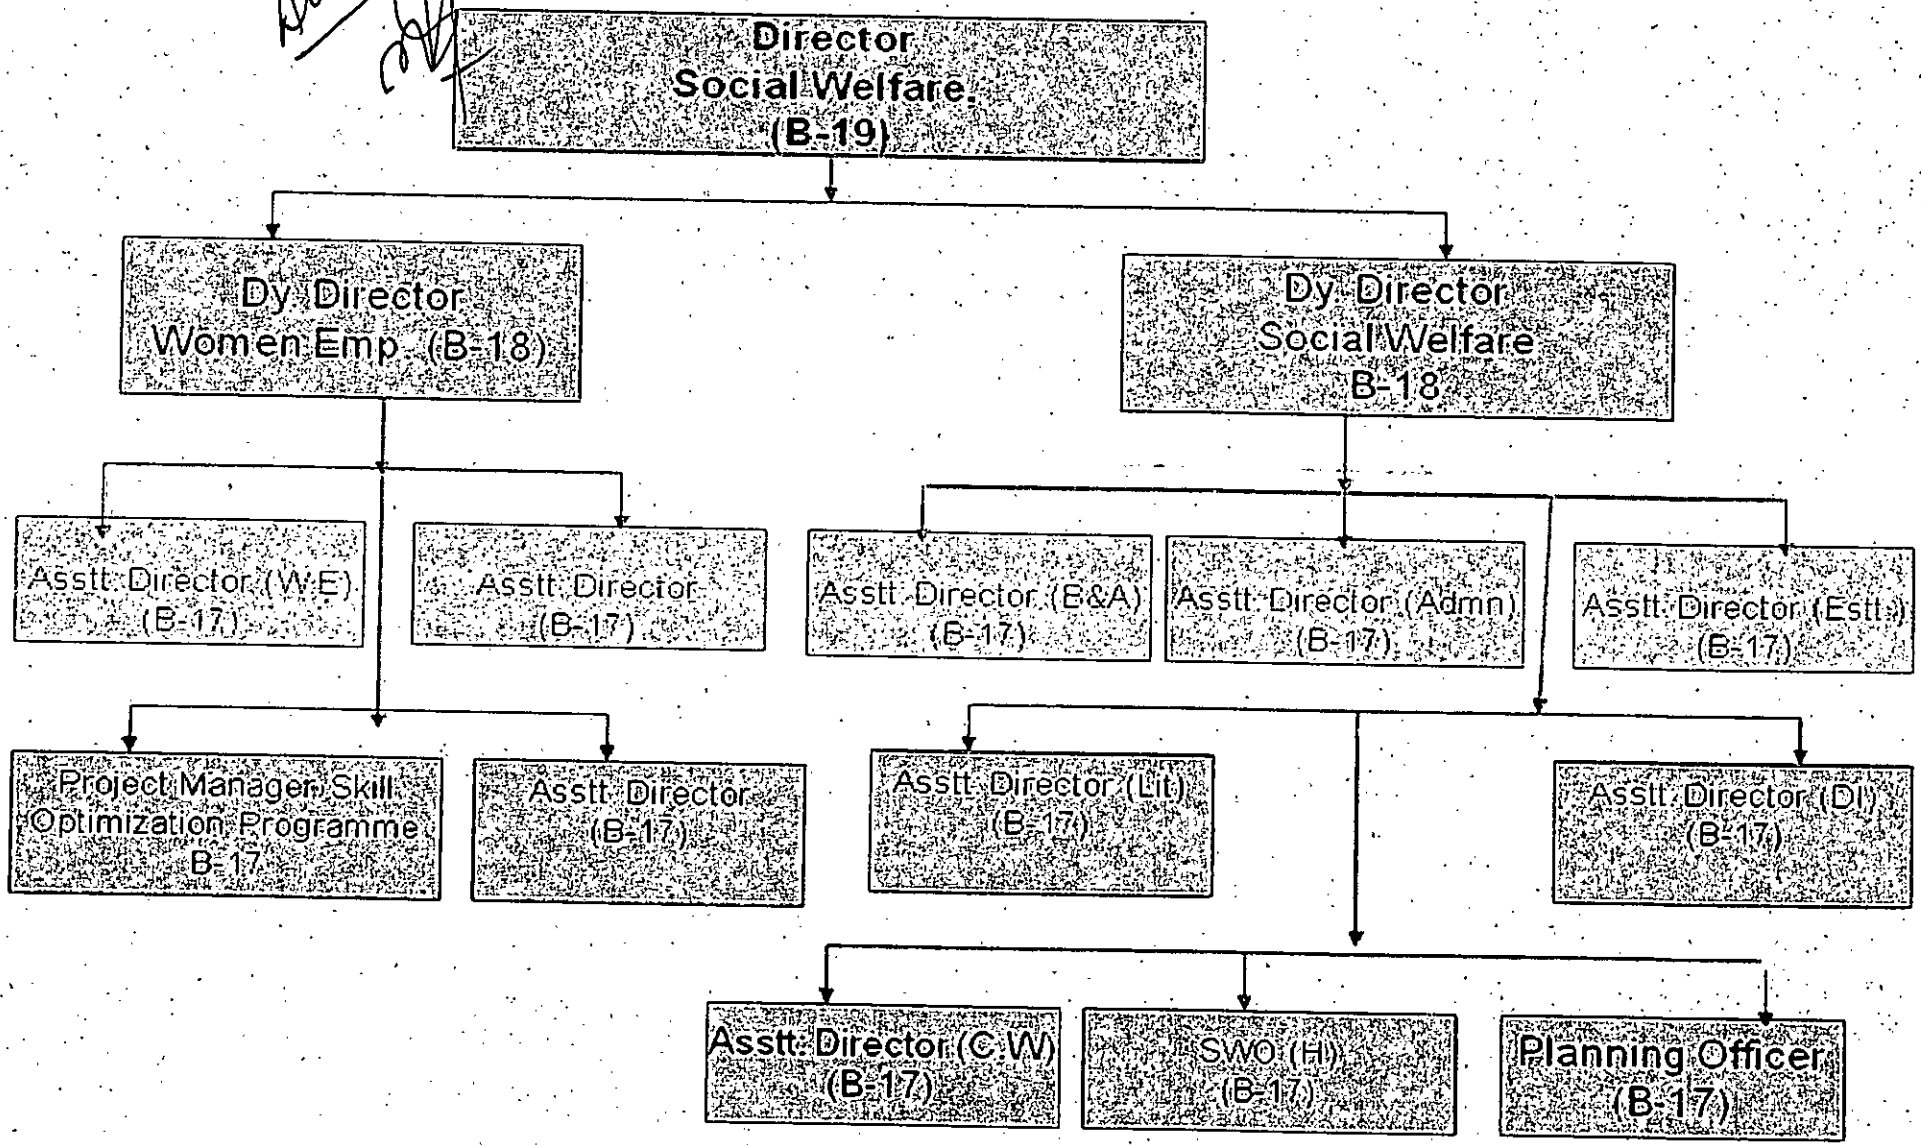 Director
Social Welfare.
(B-19)
Dy. Director
Women Emp. (B-18)
Dy. Director
Social Welfare
B-18
Asstt. Director (W.E)
(B-17)
Asstt. Director
(B-17)
Asstt. Director (B&A)
(B-17)
Asstt. Director (Admn)
(B-17)
Asstt. Director (Estt.)
(B-17)
Project Manager Skill
Optimization Programme
B-17
Asstt. Director
(B-17)
Asstt. Director (Lit)
(B-17)
Asstt. Director (DI)
(B-17)
Asstt. Director (C.W)
(B-17)
SWO (H)
(B-17)
Planning Officer
(B-17)